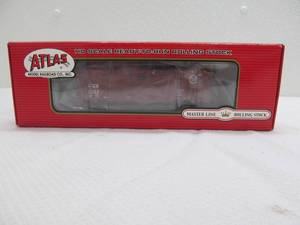 HO SCALE READY-TO-RUN ROLLING STOCK
ATLAS
MODEL RAILROAD CO., INC.
MASTER LINE ROLLING STOCK